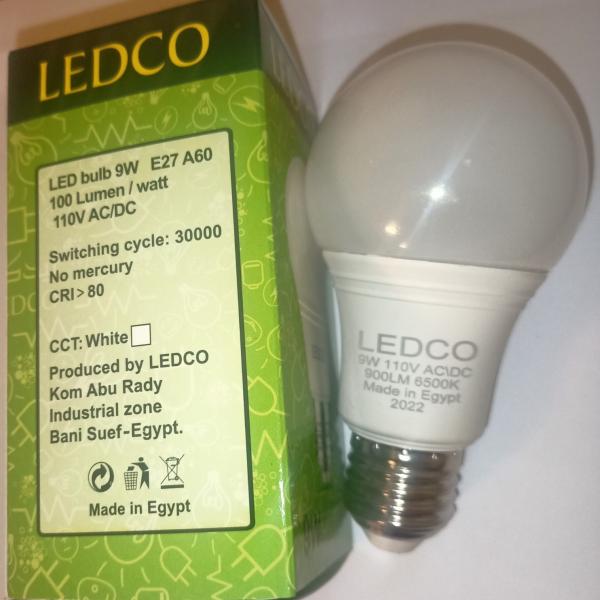 LEDCO
LED bulb 9W E27 A60
100 Lumen / watt
110V AC/DC
Switching cycle: 30000
No mercury
CRI > 80
CCT: White
Produced by LEDCO
Kom Abu Rady
Industrial zone
Bani Suef-Egypt.
Made in Egypt
LEDCO
9W 110V AC\DC
900LM 6500K
Made in Egypt
2022